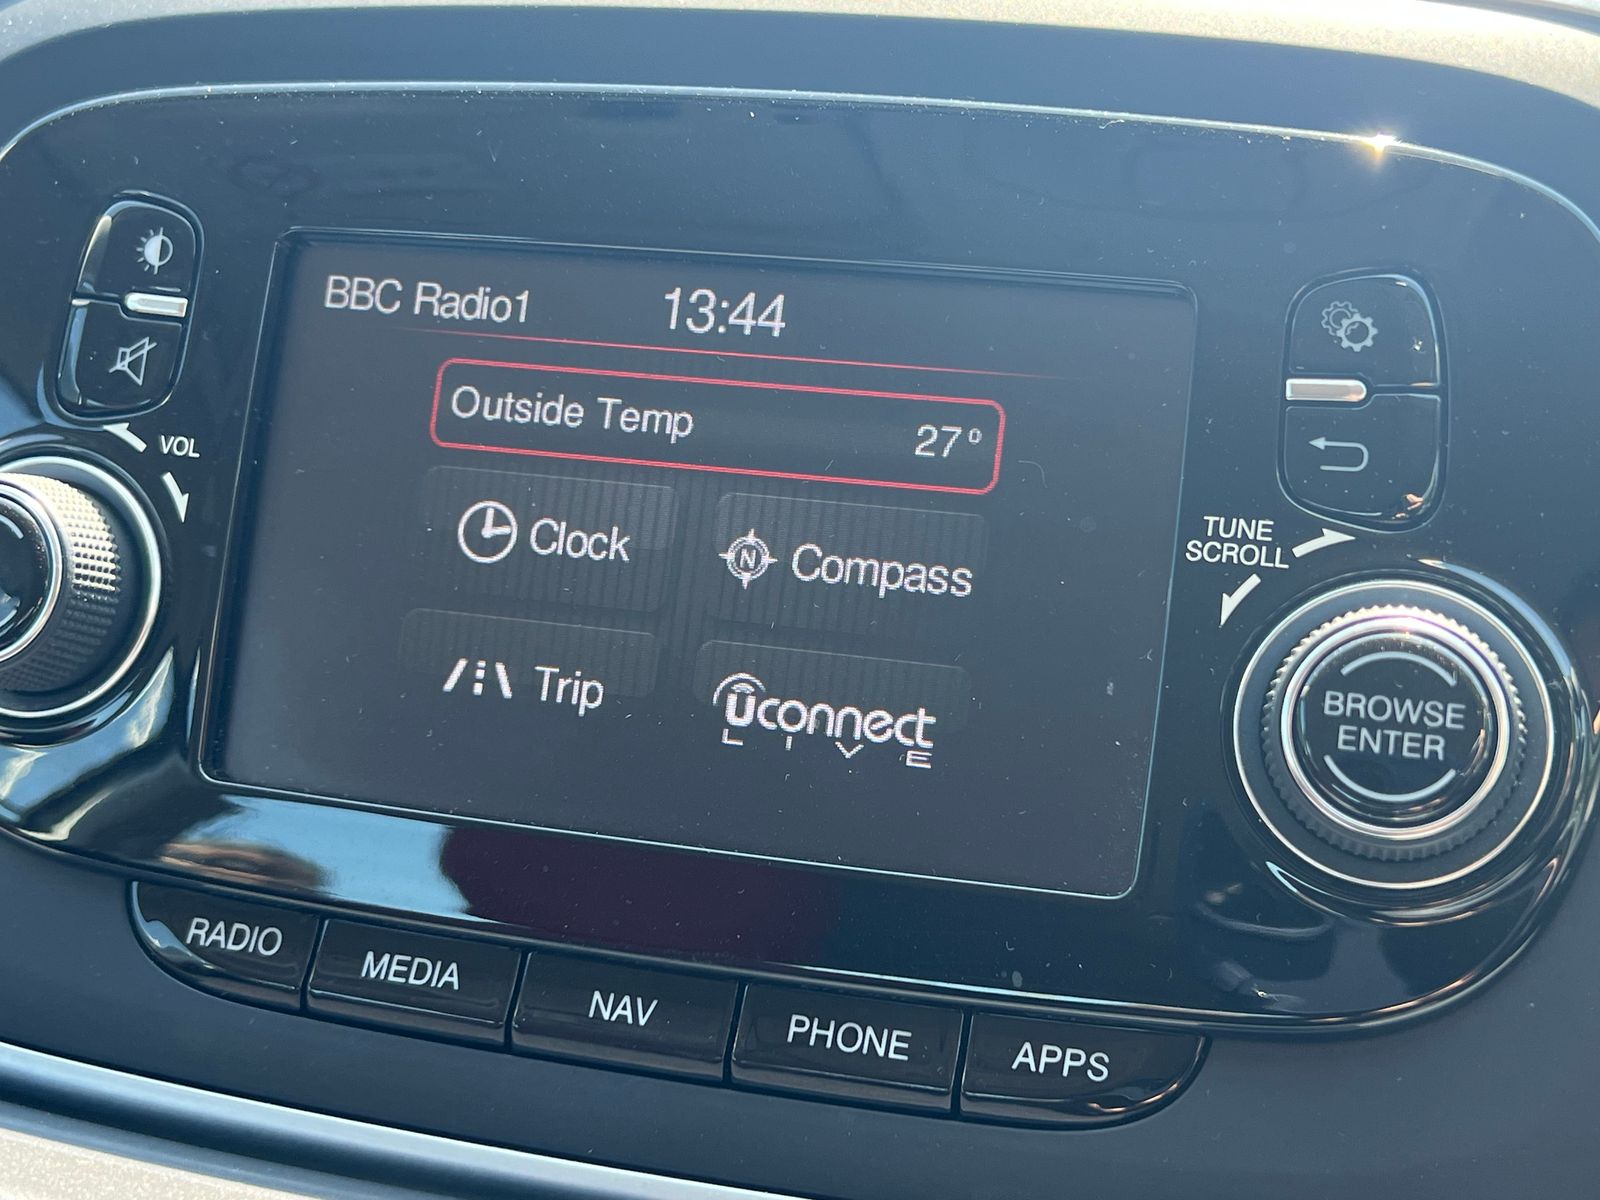 BBC Radio1
13:44
Outside Temp 27°
Clock
N Compass
Trip
uconnect
LIVE
VOL
TUNE
SCROLL
BROWSE
ENTER
RADIO
MEDIA
NAV
PHONE
APPS